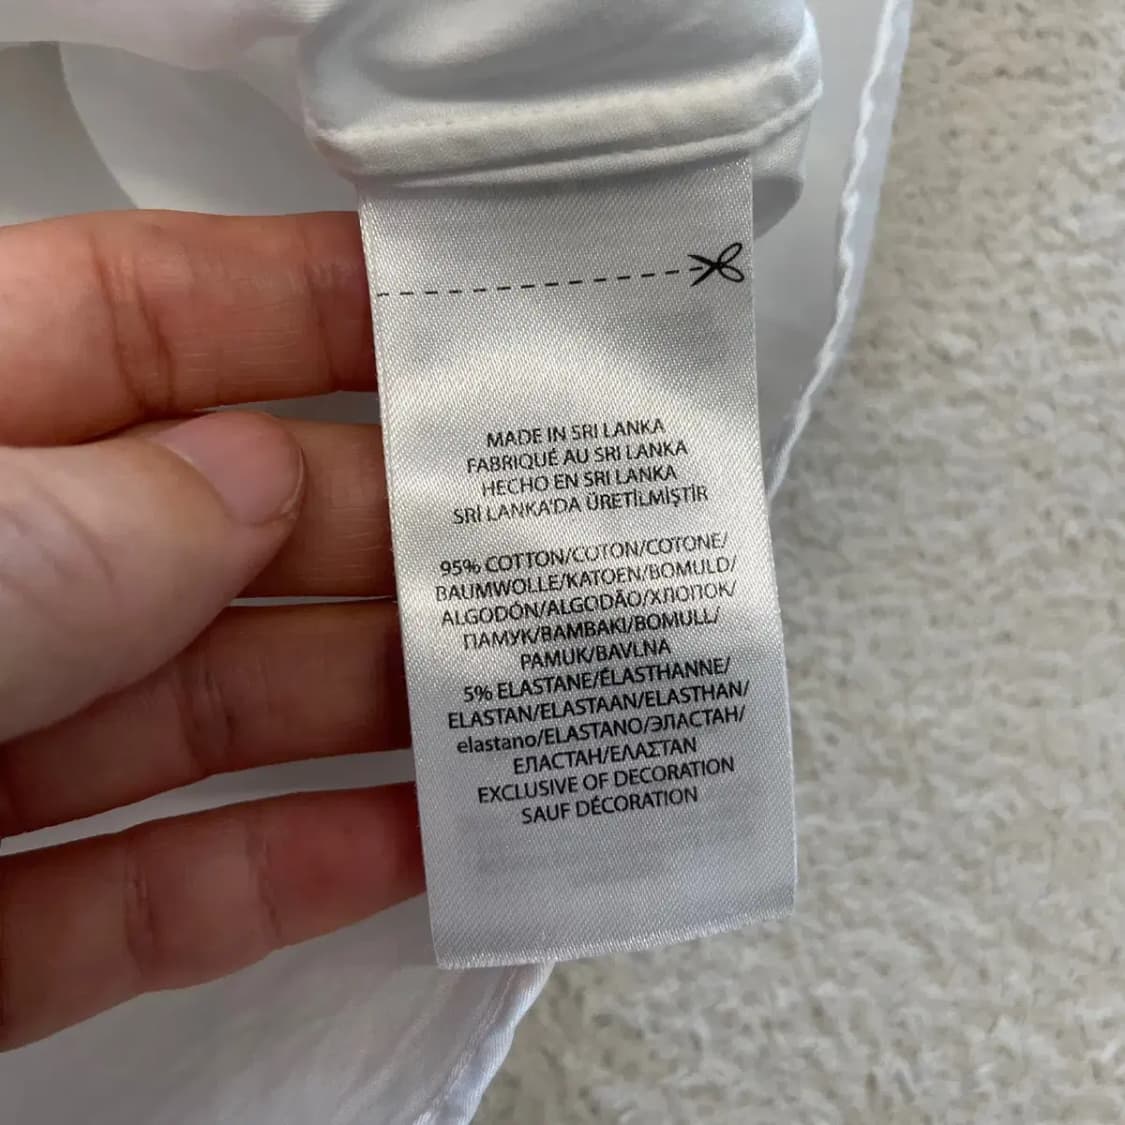 MADE IN SRI LANKA
FABRIQUÉ AU SRI LANKA
HECHO EN SRI LANKA
SRİ LANKA'DA ÜRETİLMİŞTİR
95% COTTON/COTON/COTONE/
BAUMWOLLE/KATOEN/BOMULD/
ALGODÓN/ALGODÃO/ХЛОПОК/
ПАМУК/ΒΑΜΒΑΚΙ/BOMULL/
PAMUK/BAVLNA
5% ELASTANE/ÉLASTHANNE/
ELASTAN/ELASTAAN/ELASTHAN/
elastano/ELASTANO/ЭЛАСТАН/
ЕЛАСТАН/ΕΛΑΣΤΑΝ
EXCLUSIVE OF DECORATION
SAUF DÉCORATION